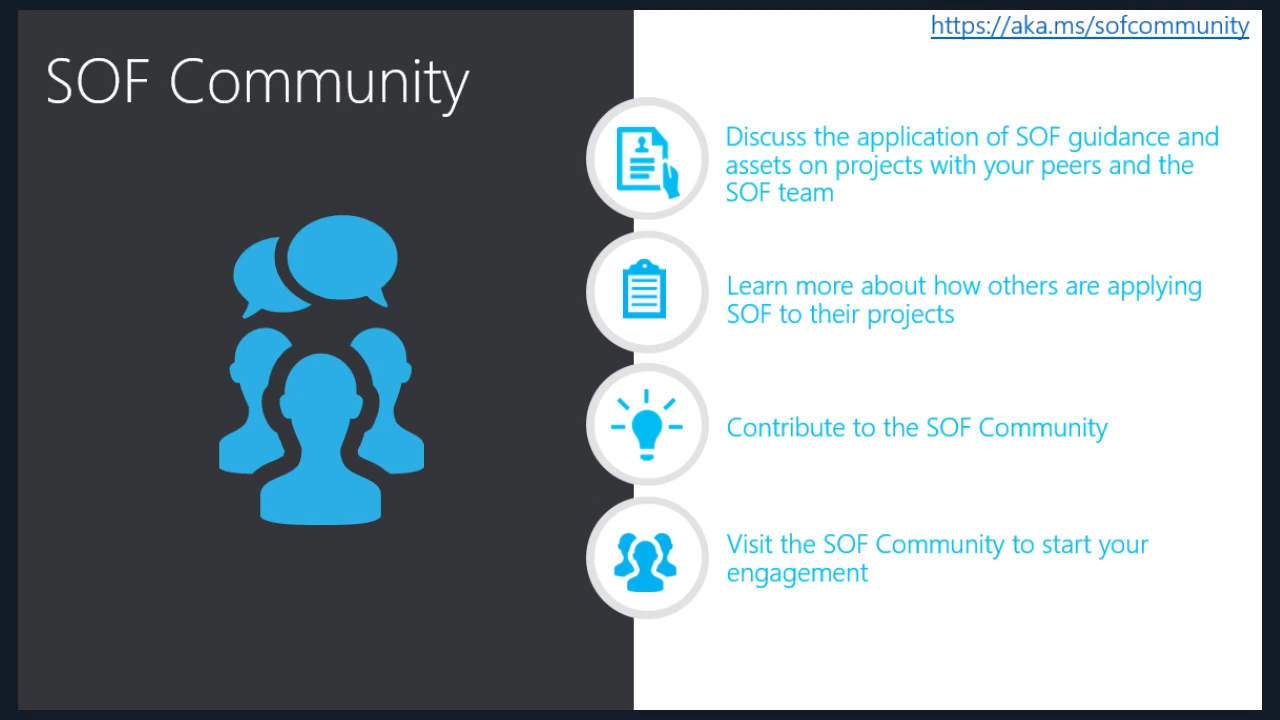 https://aka.ms/sofcommunity
SOF Community
Discuss the application of SOF guidance and
assets on projects with your peers and the
SOF team
Learn more about how others are applying
SOF to their projects
Contribute to the SOF Community
Visit the SOF Community to start your
engagement